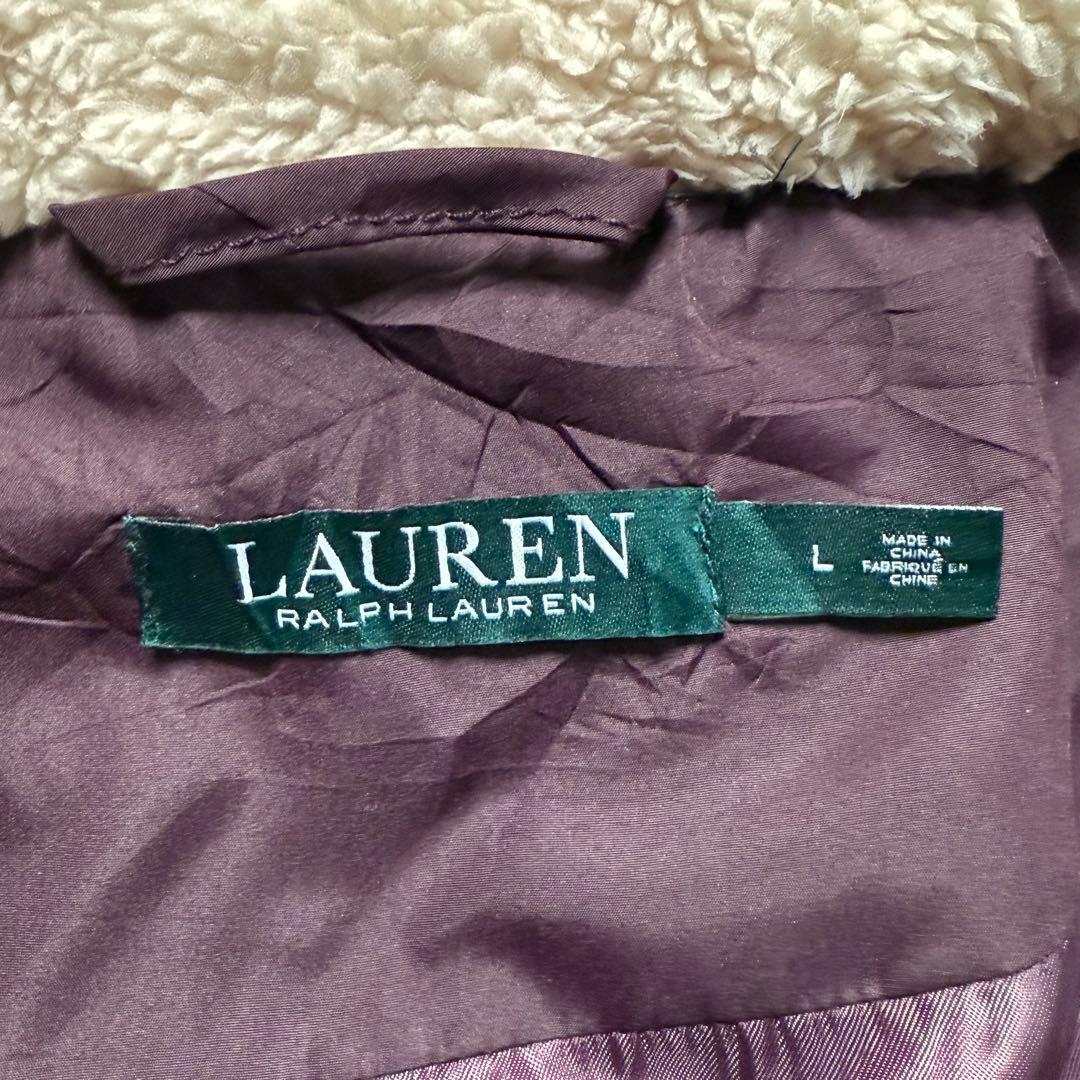 LAUREN
RALPH LAUREN
L
MADE IN
CHINA
FABRIQUÉ EN
CHINE